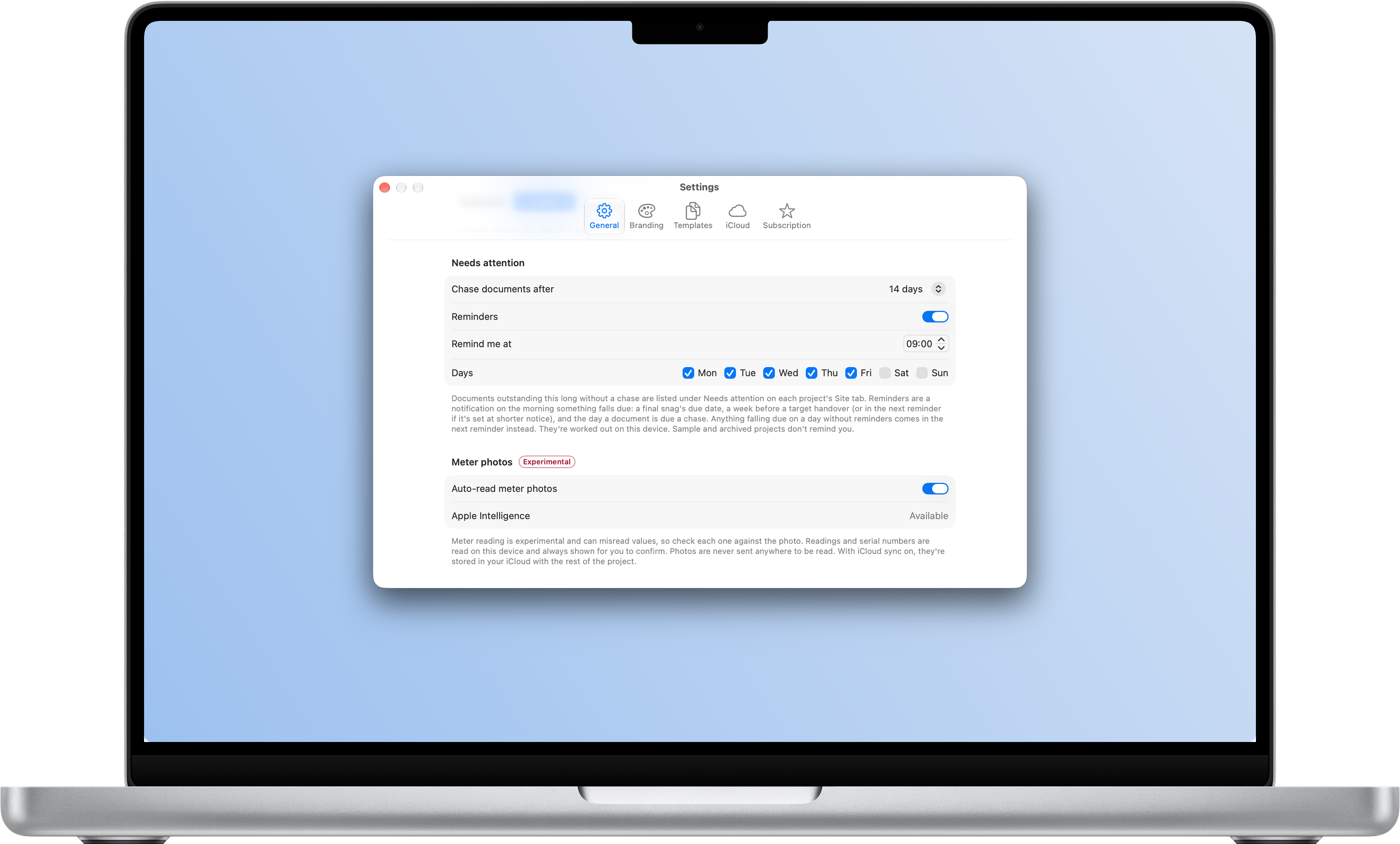 Settings
General
Branding
Templates
iCloud
Subscription
Needs attention
Chase documents after
14 days
Reminders
Remind me at
09:00
Days
Mon
Tue
Wed
Thu
Fri
Sat
Sun
Documents outstanding this long without a chase are listed under Needs attention on each project's Site tab. Reminders are a
notification on the morning something falls due: a final snag's due date, a week before a target handover (or in the next reminder
if it's set at shorter notice), and the day a document is due a chase. Anything falling due on a day without reminders comes in the
next reminder instead. They're worked out on this device. Sample and archived projects don't remind you.
Meter photos
Experimental
Auto-read meter photos
Apple Intelligence
Available
Meter reading is experimental and can misread values, so check each one against the photo. Readings and serial numbers are
read on this device and always shown for you to confirm. Photos are never sent anywhere to be read. With iCloud sync on, they're
stored in your iCloud with the rest of the project.